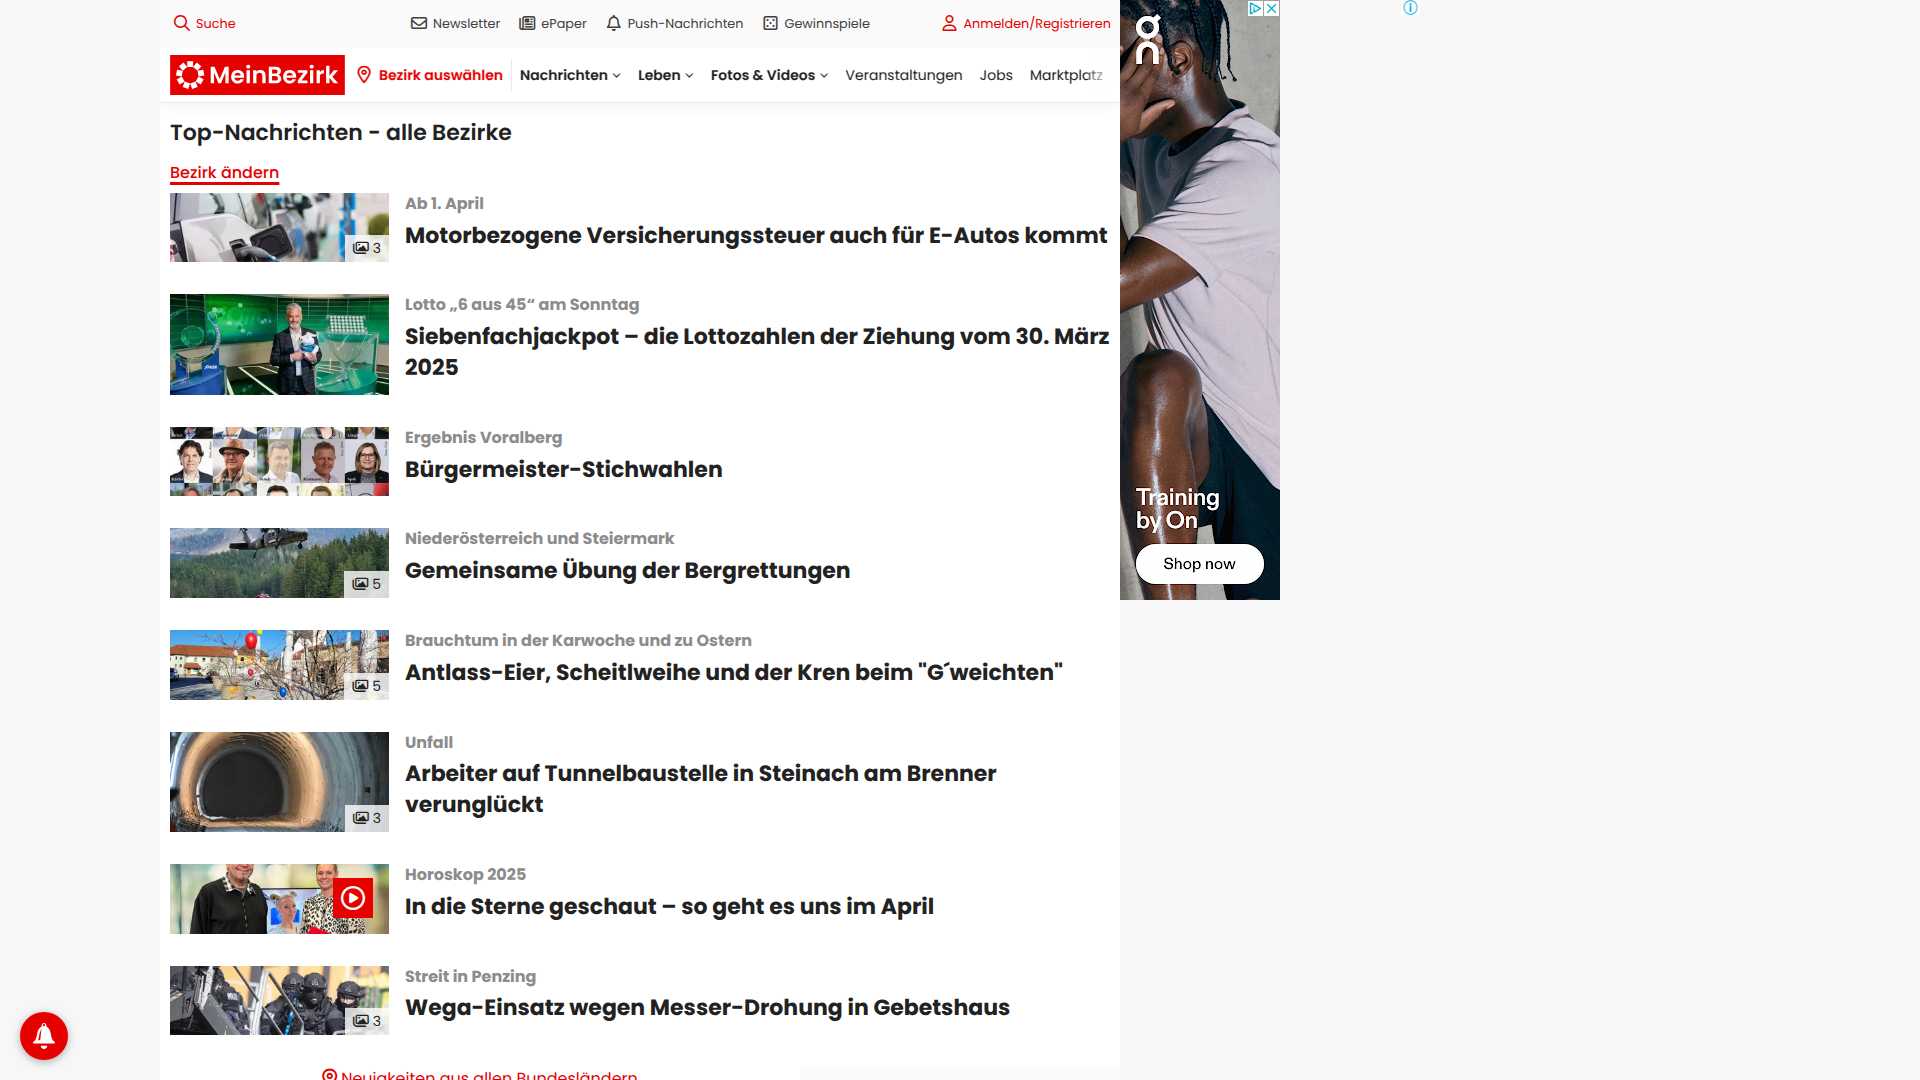 Suche
Newsletter
ePaper
Push-Nachrichten
Gewinnspiele
Anmelden/Registrieren
MeinBezirk
Bezirk auswählen
Nachrichten
Leben
Fotos & Videos
Veranstaltungen
Jobs
Marktplatz
Top-Nachrichten - alle Bezirke
Bezirk ändern
3
Ab 1. April
Motorbezogene Versicherungssteuer auch für E-Autos kommt
Lotto „6 aus 45“ am Sonntag
Siebenfachjackpot – die Lottozahlen der Ziehung vom 30. März
2025
Ergebnis Voralberg
Bürgermeister-Stichwahlen
5
Niederösterreich und Steiermark
Gemeinsame Übung der Bergrettungen
5
Brauchtum in der Karwoche und zu Ostern
Antlass-Eier, Scheitlweihe und der Kren beim "G´weichten"
3
Unfall
Arbeiter auf Tunnelbaustelle in Steinach am Brenner
verunglückt
Horoskop 2025
In die Sterne geschaut – so geht es uns im April
3
Streit in Penzing
Wega-Einsatz wegen Messer-Drohung in Gebetshaus
Neuigkeiten aus allen Bundesländern
Training
by On
Shop now